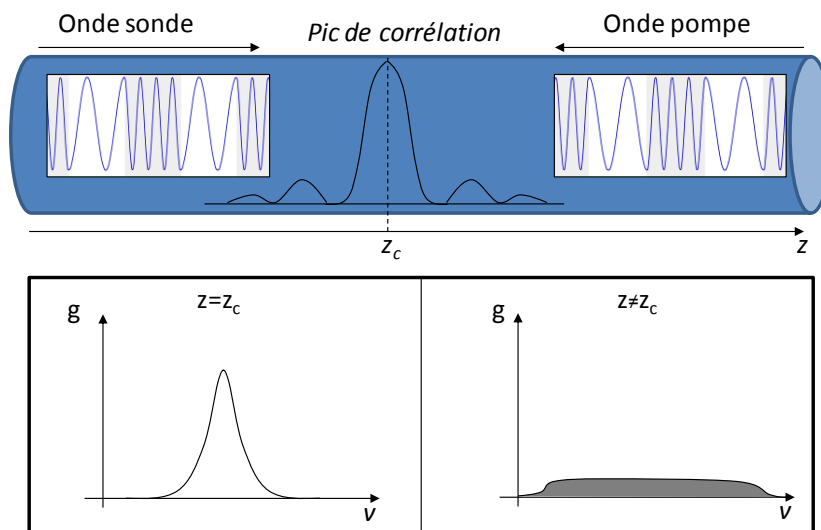 Onde sonde
Pic de corrélation
Onde pompe
z_c
z
z=z_c
g
ν
z≠z_c
g
ν